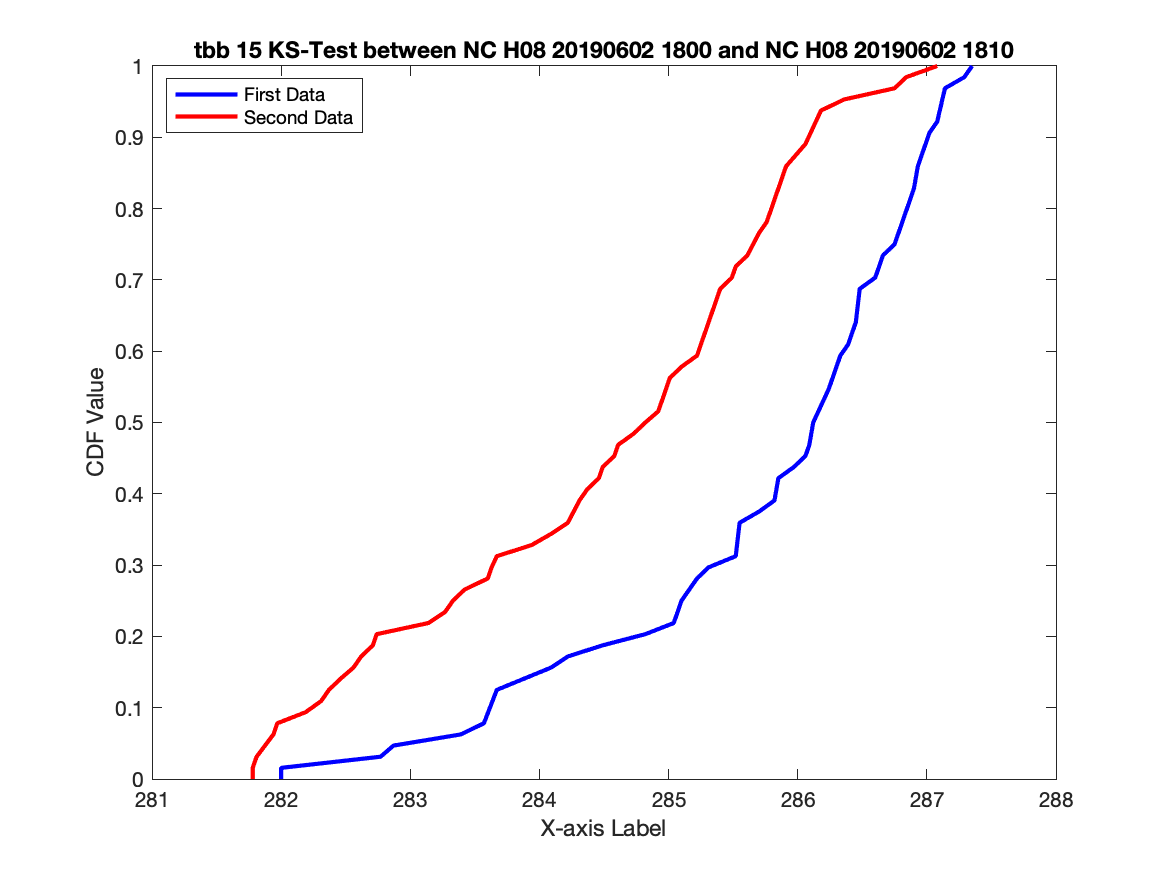 tbb 15 KS-Test between NC H08 20190602 1800 and NC H08 20190602 1810
First Data
Second Data
1
0.9
0.8
0.7
0.6
0.5
0.4
0.3
0.2
0.1
0
CDF Value
281 282 283 284 285 286 287 288
X-axis Label